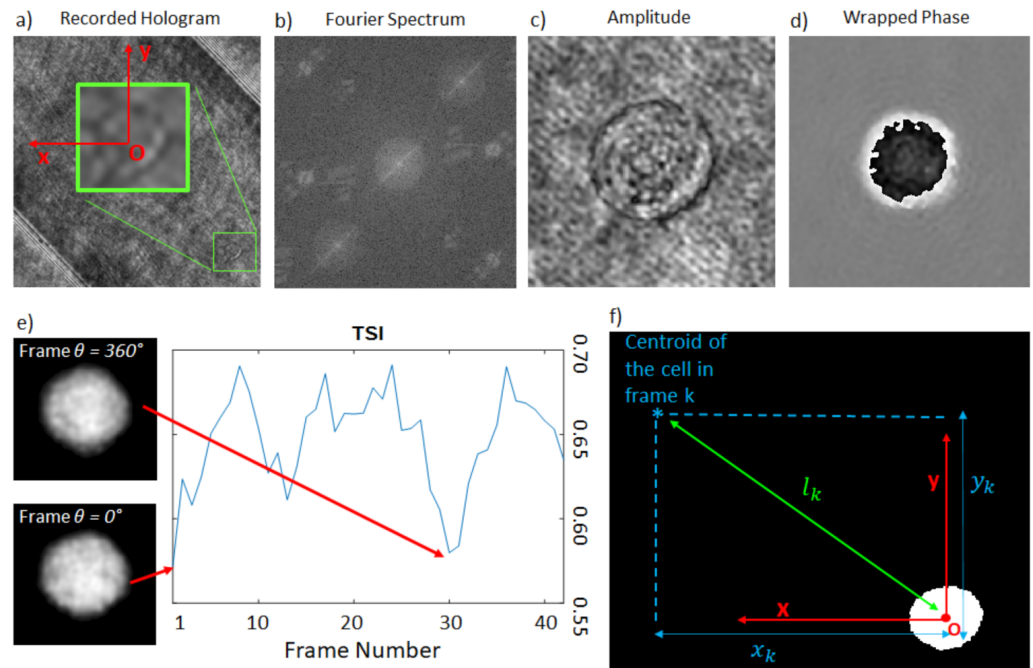 a) Recorded Hologram
b) Fourier Spectrum
c) Amplitude
d) Wrapped Phase
y
x
O
e)
Frame θ = 360°
Frame θ = 0°
TSI
0.70
0.65
0.60
0.55
1 10 20 30 40
Frame Number
f)
Centroid of
the cell in
frame k
*
l_k
y
y_k
x
O
x_k